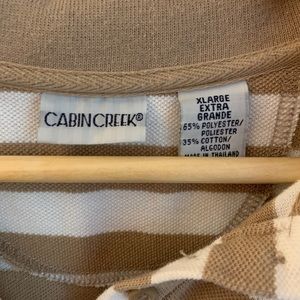 CABIN CREEK®
XLARGE
EXTRA
GRANDE
65% POLYESTER/
POLIESTER
35% COTTON/
ALGODON
MADE IN THAILAND